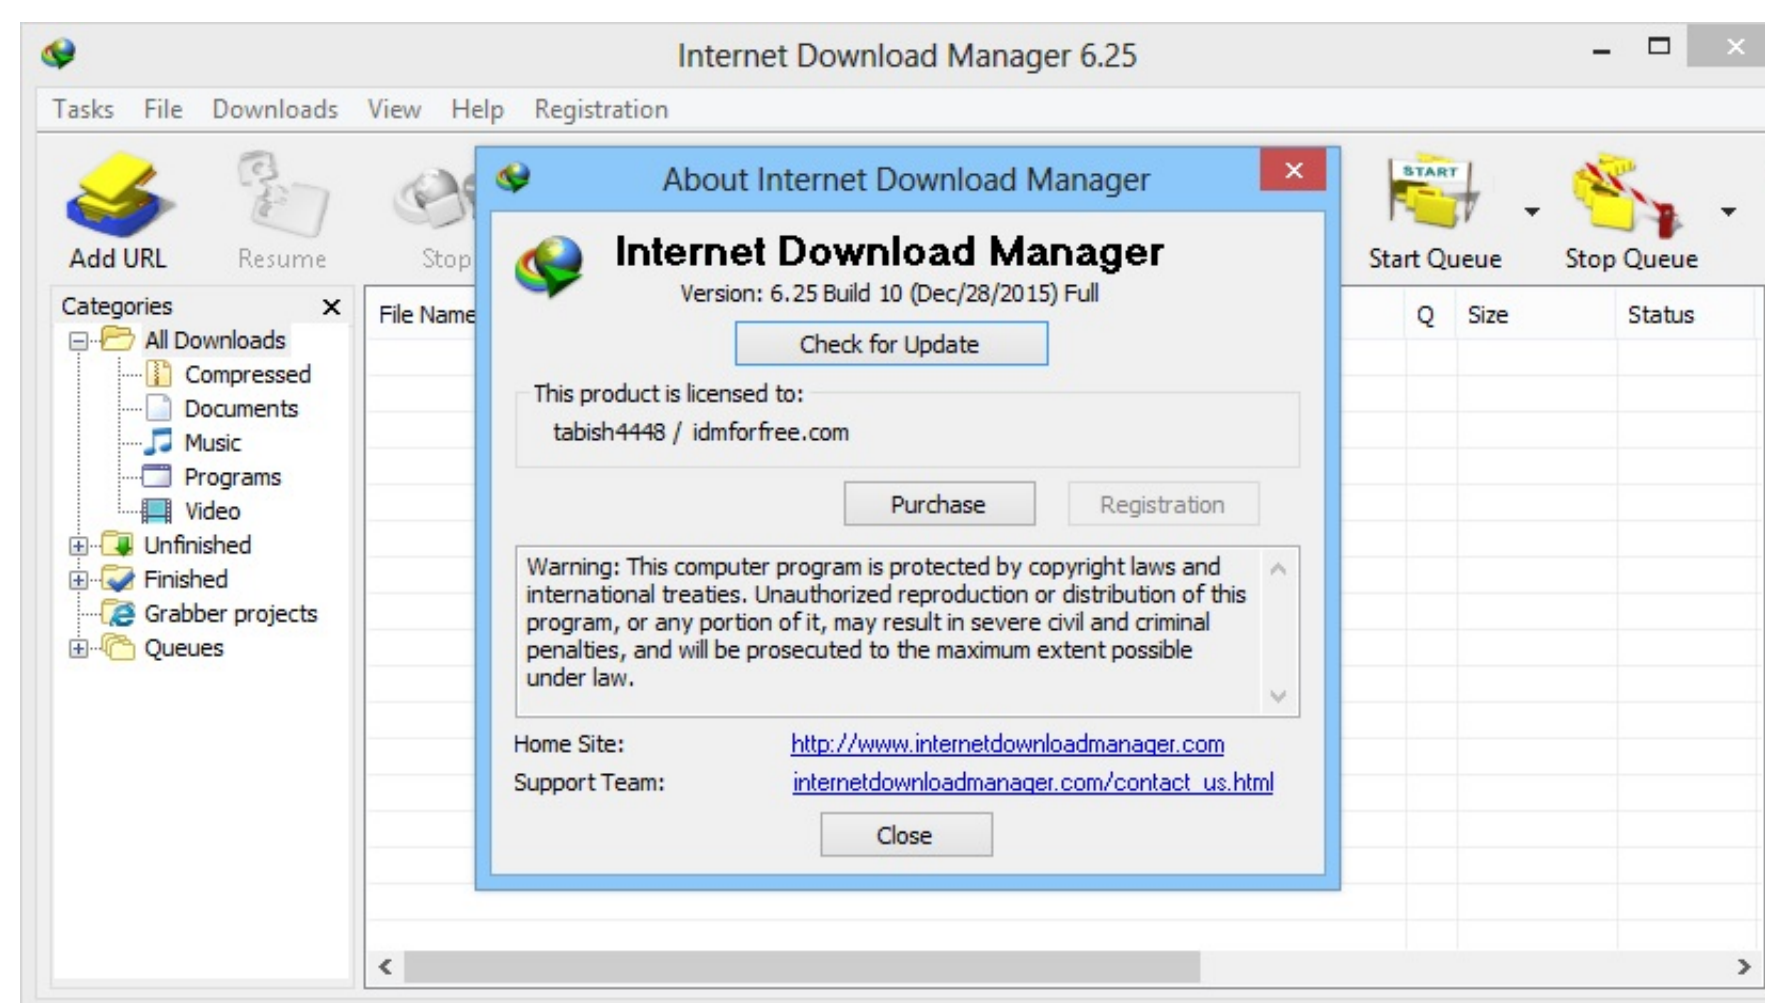 Internet Download Manager 6.25
Tasks File Downloads View Help Registration
Add URL
Resume
Stop
START
Start Queue
Stop Queue
Categories
All Downloads
Compressed
Documents
Music
Programs
Video
Unfinished
Finished
Grabber projects
Queues
File Name
Q
Size
Status
About Internet Download Manager
Internet Download Manager
Version: 6.25 Build 10 (Dec/28/2015) Full
Check for Update
This product is licensed to:
tabish4448 / idmforfree.com
Purchase
Registration
Warning: This computer program is protected by copyright laws and
international treaties. Unauthorized reproduction or distribution of this
program, or any portion of it, may result in severe civil and criminal
penalties, and will be prosecuted to the maximum extent possible
under law.
Home Site: http://www.internetdownloadmanager.com
Support Team: internetdownloadmanager.com/contact_us.html
Close